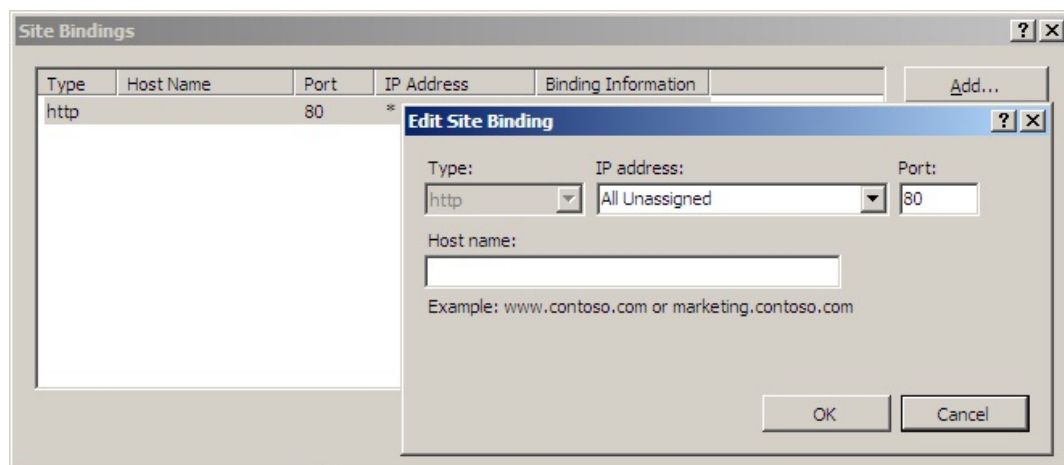 Site Bindings
Type Host Name Port IP Address Binding Information
Add...
http 80 *
Edit Site Binding
Type: IP address: Port:
http All Unassigned 80
Host name:
Example: www.contoso.com or marketing.contoso.com
OK Cancel